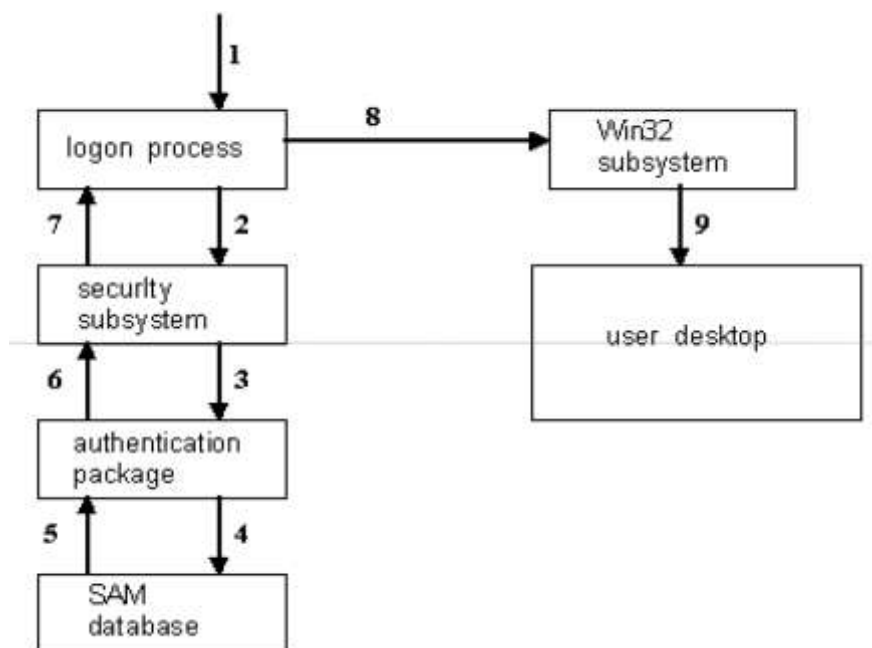 1
8
logon process
Win32
subsystem
7
2
9
security
subsystem
user desktop
6
3
authentication
package
5
4
SAM
database